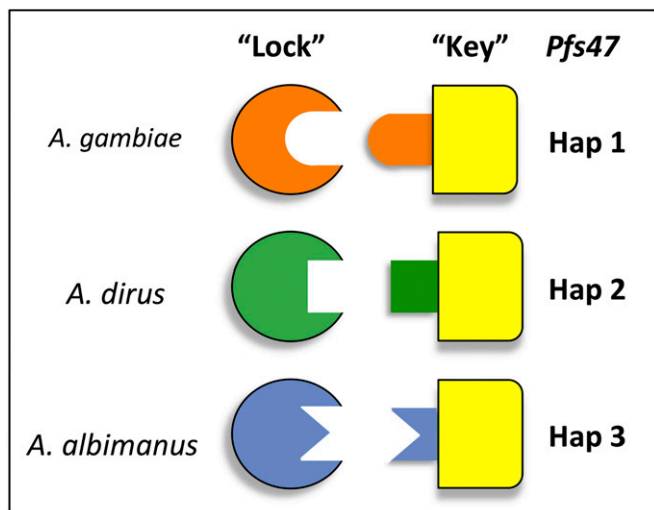 “Lock” “Key” Pfs47
A. gambiae Hap 1
A. dirus Hap 2
A. albimanus Hap 3